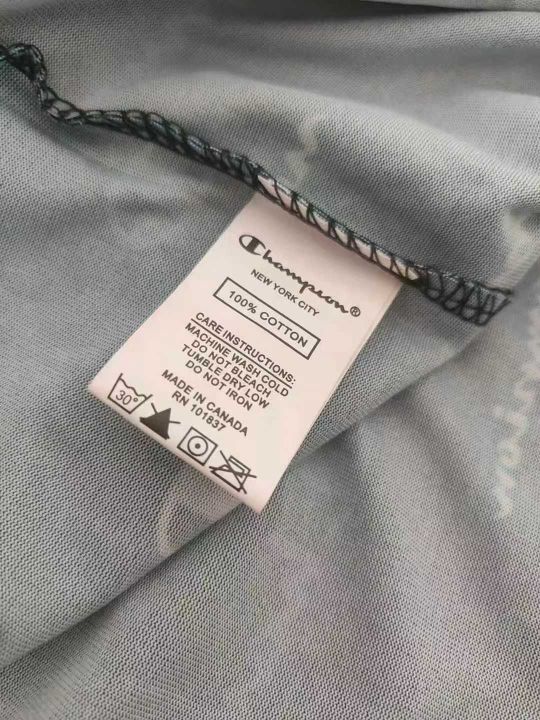 Champion®
NEW YORK CITY
100% COTTON
CARE INSTRUCTIONS:
MACHINE WASH COLD
DO NOT BLEACH
TUMBLE DRY LOW
DO NOT IRON
MADE IN CANADA
RN 101837
30°